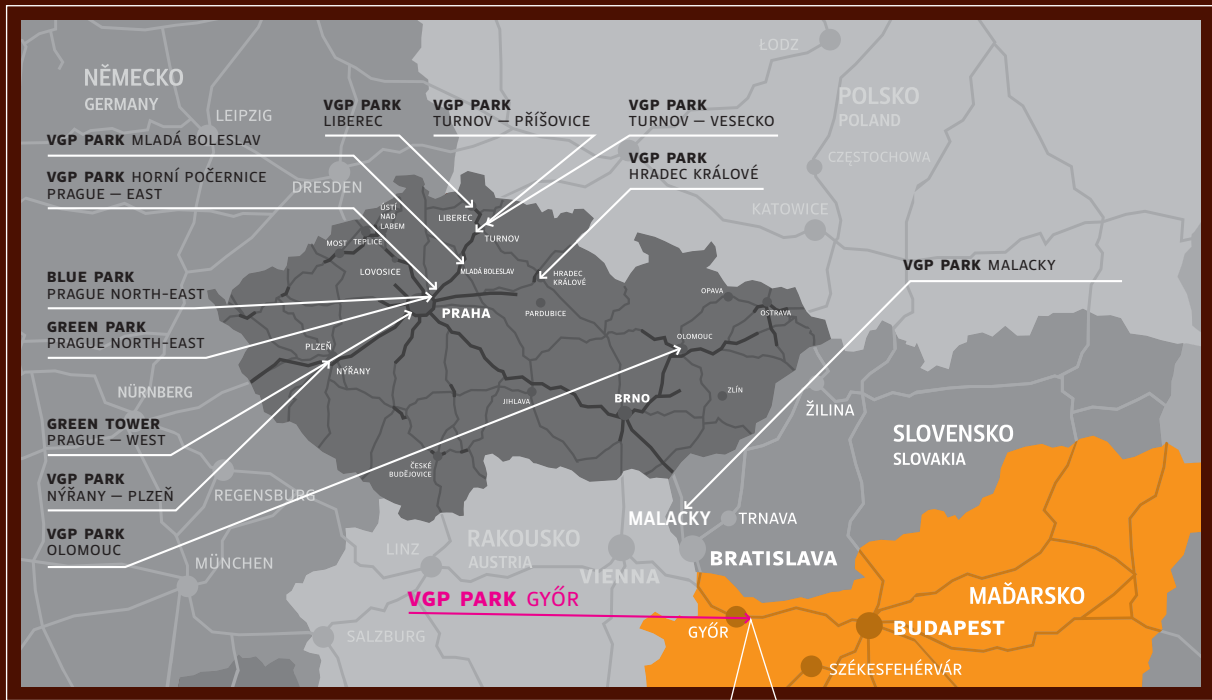 NĚMECKO
GERMANY
LEIPZIG
DRESDEN
ŁODZ
POLSKO
POLAND
CZĘSTOCHOWA
KATOWICE
VGP PARK
LIBEREC
VGP PARK
TURNOV — PŘÍŠOVICE
VGP PARK
TURNOV — VESECKO
VGP PARK
HRADEC KRÁLOVÉ
VGP PARK MLADÁ BOLESLAV
VGP PARK HORNÍ POČERNICE
PRAGUE — EAST
BLUE PARK
PRAGUE NORTH-EAST
GREEN PARK
PRAGUE NORTH-EAST
NÜRNBERG
GREEN TOWER
PRAGUE — WEST
VGP PARK
NÝŘANY — PLZEŇ
REGENSBURG
VGP PARK
OLOMOUC
MÜNCHEN
ÚSTÍ
NAD
LABEM
MOST
TEPLICE
LOVOSICE
LIBEREC
TURNOV
MLADÁ BOLESLAV
HRADEC
KRÁLOVÉ
PARDUBICE
PRAHA
PLZEŇ
NÝŘANY
JIHLAVA
ČESKÉ
BUDĚJOVICE
BRNO
OLOMOUC
OPAVA
OSTRAVA
ZLÍN
VGP PARK MALACKY
ŽILINA
SLOVENSKO
SLOVAKIA
MALACKY
TRNAVA
BRATISLAVA
RAKOUSKO
AUSTRIA
LINZ
VIENNA
SALZBURG
VGP PARK GYŐR
GYŐR
MAĎARSKO
BUDAPEST
SZÉKESFEHÉRVÁR